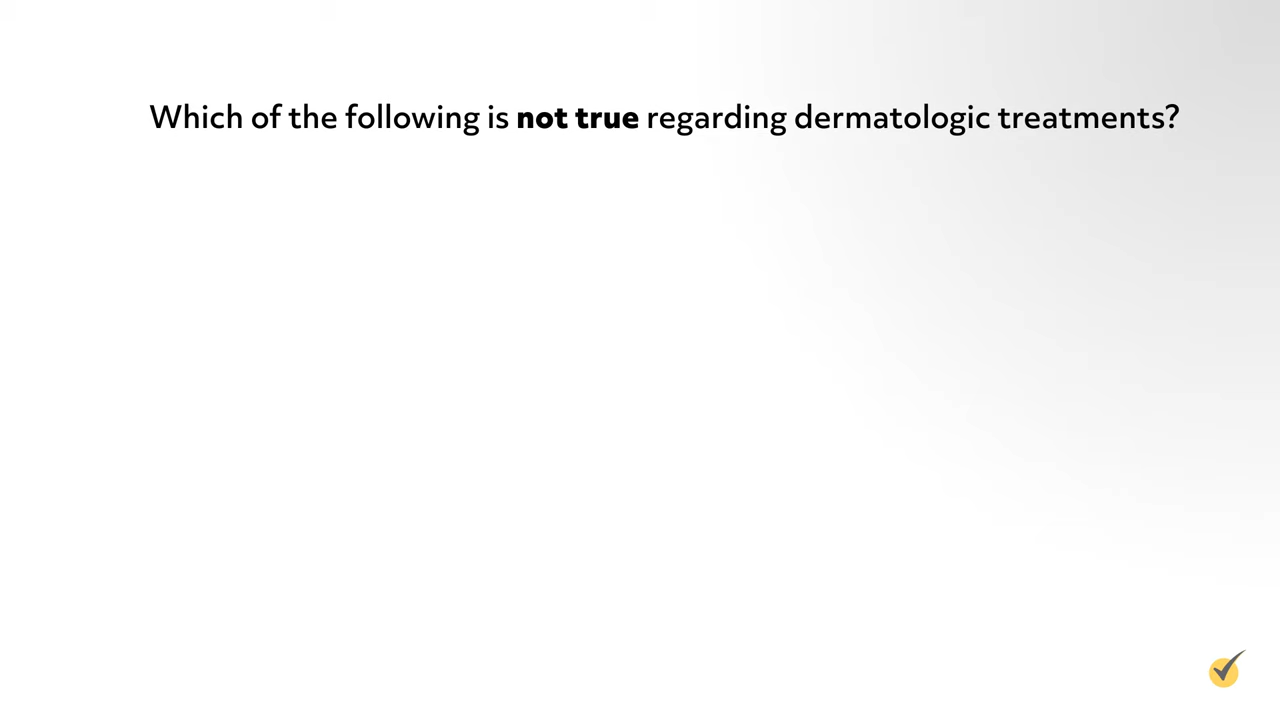 Which of the following is not true regarding dermatologic treatments?